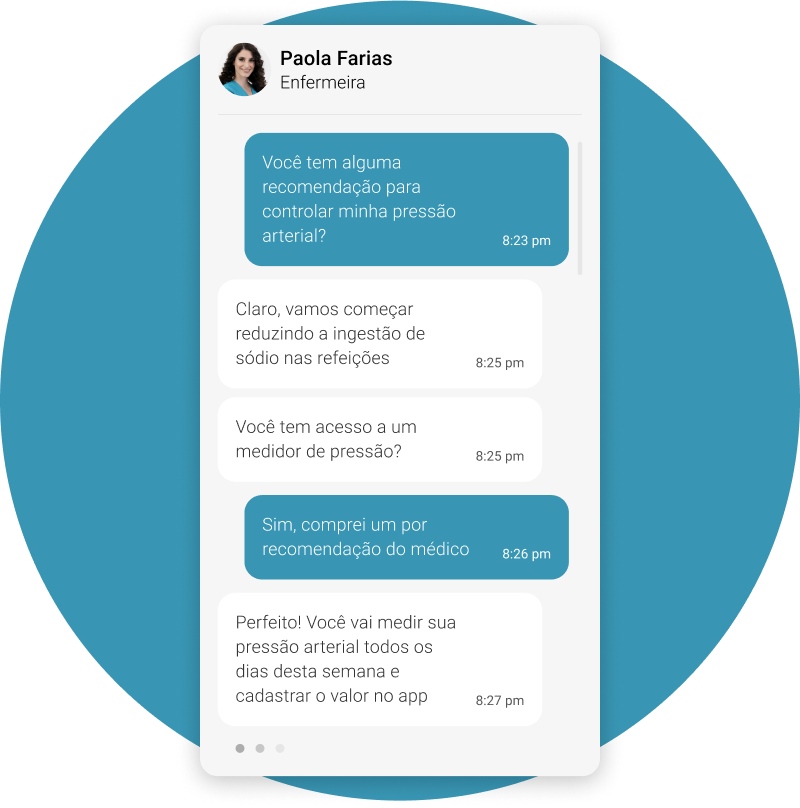 Paola Farias
Enfermeira
Você tem alguma
recomendação para
controlar minha pressão
arterial?
8:23 pm
Claro, vamos começar
reduzindo a ingestão de
sódio nas refeições
8:25 pm
Você tem acesso a um
medidor de pressão?
8:25 pm
Sim, comprei um por
recomendação do médico
8:26 pm
Perfeito! Você vai medir sua
pressão arterial todos os
dias desta semana e
cadastrar o valor no app
8:27 pm